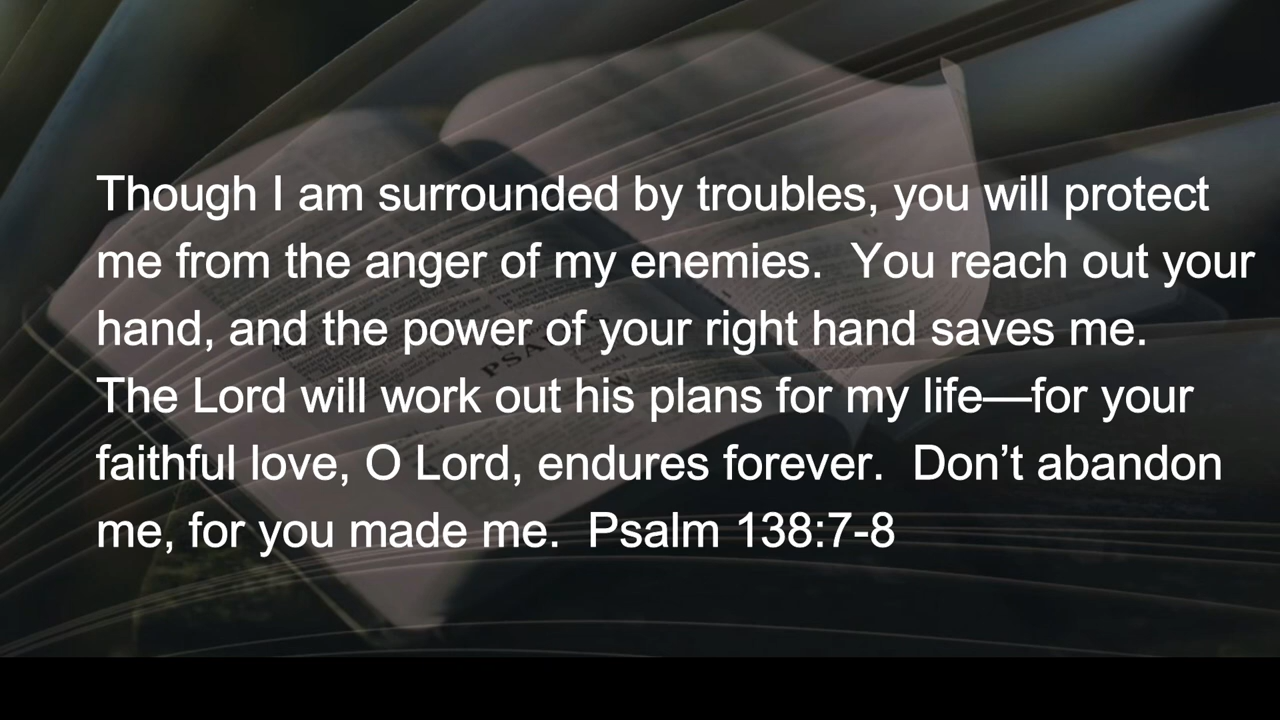 Though I am surrounded by troubles, you will protect
me from the anger of my enemies.  You reach out your
hand, and the power of your right hand saves me.
The Lord will work out his plans for my life—for your
faithful love, O Lord, endures forever.  Don’t abandon
me, for you made me.  Psalm 138:7-8